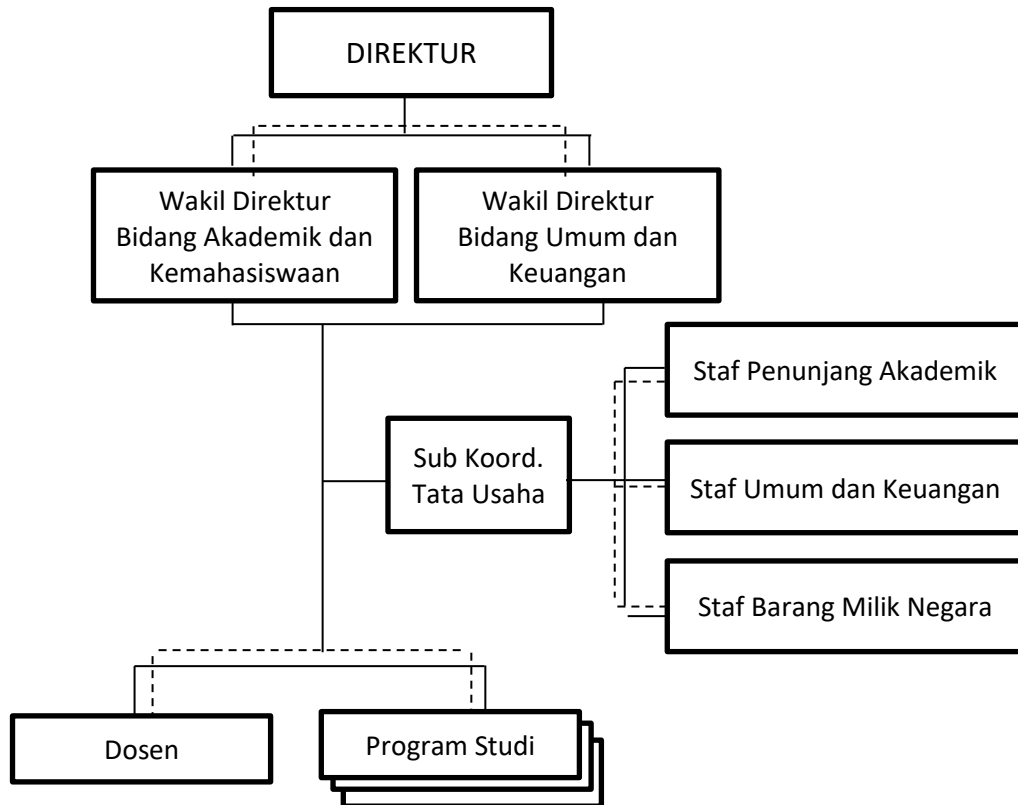 DIREKTUR
Wakil Direktur
Bidang Akademik dan
Kemahasiswaan
Wakil Direktur
Bidang Umum dan
Keuangan
Staf Penunjang Akademik
Sub Koord.
Tata Usaha
Staf Umum dan Keuangan
Staf Barang Milik Negara
Dosen
Program Studi